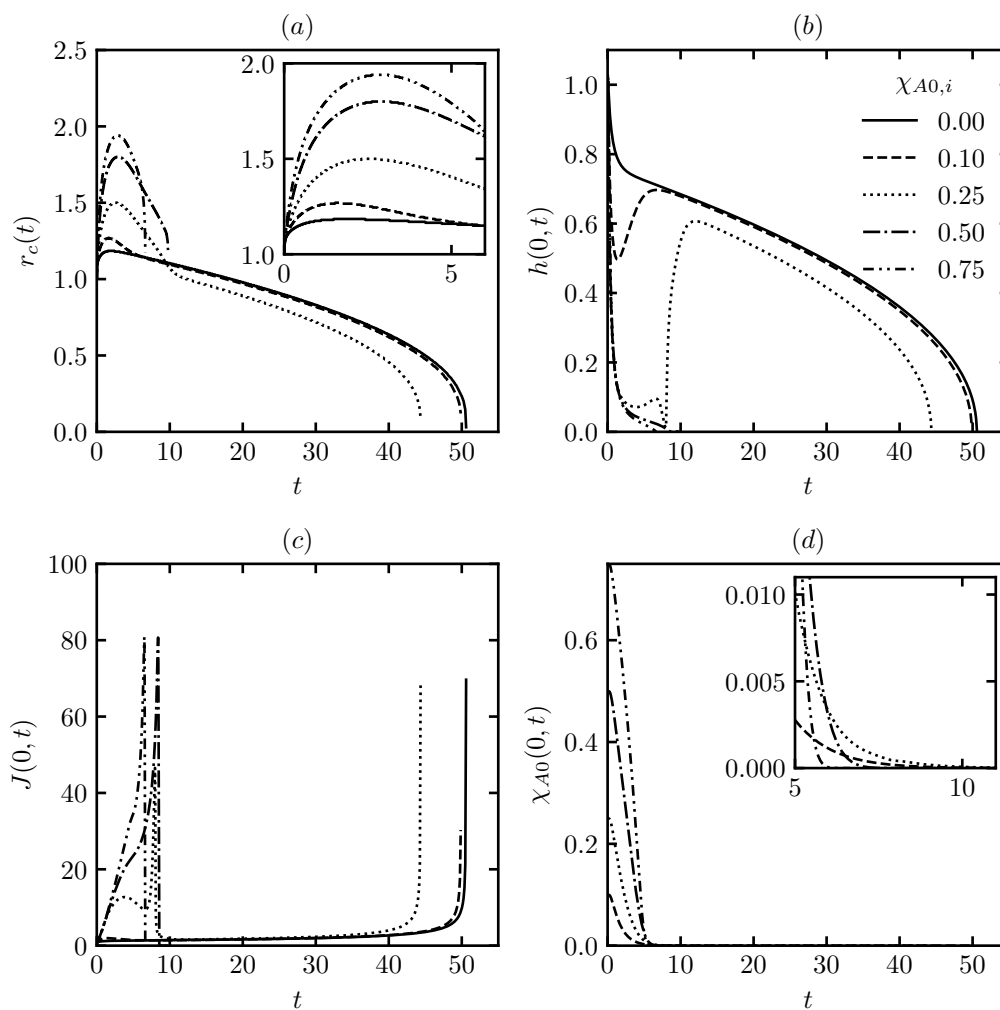 (a)
2.5
2.0
1.5
1.0
0.5
0.0
r_c(t)
0 10 20 30 40 50
t
2.0
1.5
1.0
0 5
(b)
1.0
0.8
0.6
0.4
0.2
0.0
h(0, t)
0 10 20 30 40 50
t
χ_{A0,i}
0.00
0.10
0.25
0.50
0.75
(c)
100
80
60
40
20
0
J(0, t)
0 10 20 30 40 50
t
(d)
0.6
0.4
0.2
0.0
χ_{A0}(0, t)
0 10 20 30 40 50
t
0.010
0.005
0.000
5 10